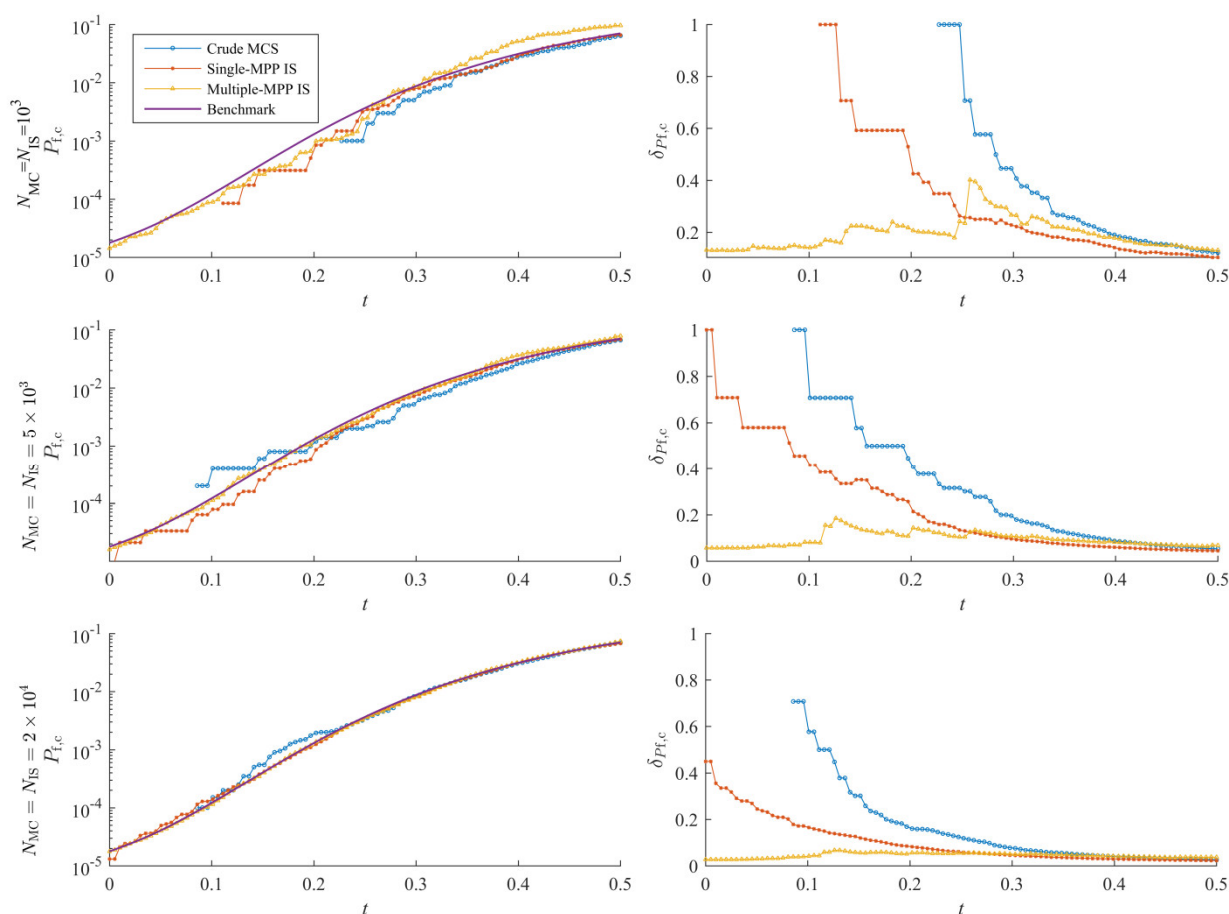 N_MC=N_IS=10³
P_f,c
10⁻¹
10⁻²
10⁻³
10⁻⁴
10⁻⁵
Crude MCS
Single-MPP IS
Multiple-MPP IS
Benchmark
0 0.1 0.2 0.3 0.4 0.5
t
δ_Pf,c
1
0.8
0.6
0.4
0.2
0 0.1 0.2 0.3 0.4 0.5
t
N_MC = N_IS = 5 × 10³
P_f,c
10⁻¹
10⁻²
10⁻³
10⁻⁴
0 0.1 0.2 0.3 0.4 0.5
t
δ_Pf,c
1
0.8
0.6
0.4
0.2
0
0 0.1 0.2 0.3 0.4 0.5
t
N_MC = N_IS = 2 × 10⁴
P_f,c
10⁻¹
10⁻²
10⁻³
10⁻⁴
10⁻⁵
0 0.1 0.2 0.3 0.4 0.5
t
δ_Pf,c
1
0.8
0.6
0.4
0.2
0
0 0.1 0.2 0.3 0.4 0.5
t